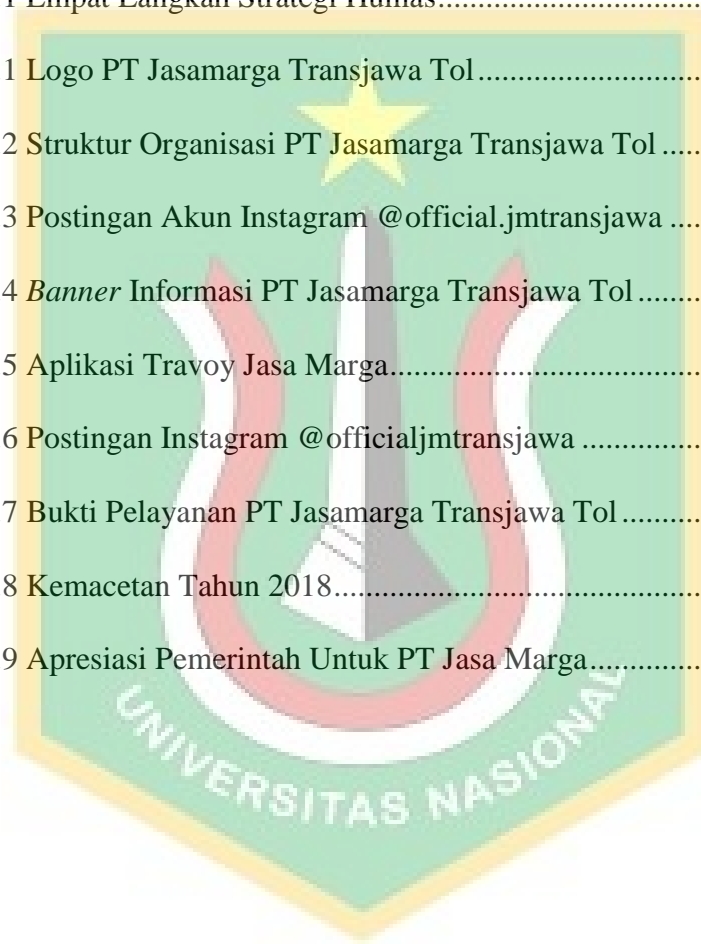 1 Empat Langkah Strategi Humas..........................
1 Logo PT Jasamarga Transjawa Tol.......................
2 Struktur Organisasi PT Jasamarga Transjawa Tol .....
3 Postingan Akun Instagram @official.jmtransjawa ....
4 Banner Informasi PT Jasamarga Transjawa Tol........
5 Aplikasi Travoy Jasa Marga..................................
6 Postingan Instagram @officialjmtransjawa ..............
7 Bukti Pelayanan PT Jasamarga Transjawa Tol..........
8 Kemacetan Tahun 2018.........................................
9 Apresiasi Pemerintah Untuk PT Jasa Marga.............
UNIVERSITAS NASIONAL